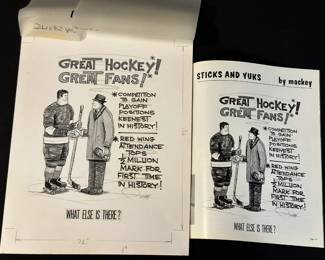 GREAT HOCKEY!
GREAT FANS!*
* COMPETITION
TO GAIN
PLAYOFF
POSITIONS
KEENEST
IN HISTORY!
* RED WING
ATTENDANCE
TOPS
1/2 MILLION
MARK FOR
FIRST TIME
IN HISTORY!
WHAT ELSE IS THERE?
STICKS AND YUKS
by mackey
GREAT HOCKEY!
GREAT FANS!*
* COMPETITION
TO GAIN
PLAYOFF
POSITIONS
KEENEST
IN HISTORY!
* RED WING
ATTENDANCE
TOPS
1/2 MILLION
MARK FOR
FIRST TIME
IN HISTORY!
WHAT ELSE IS THERE?